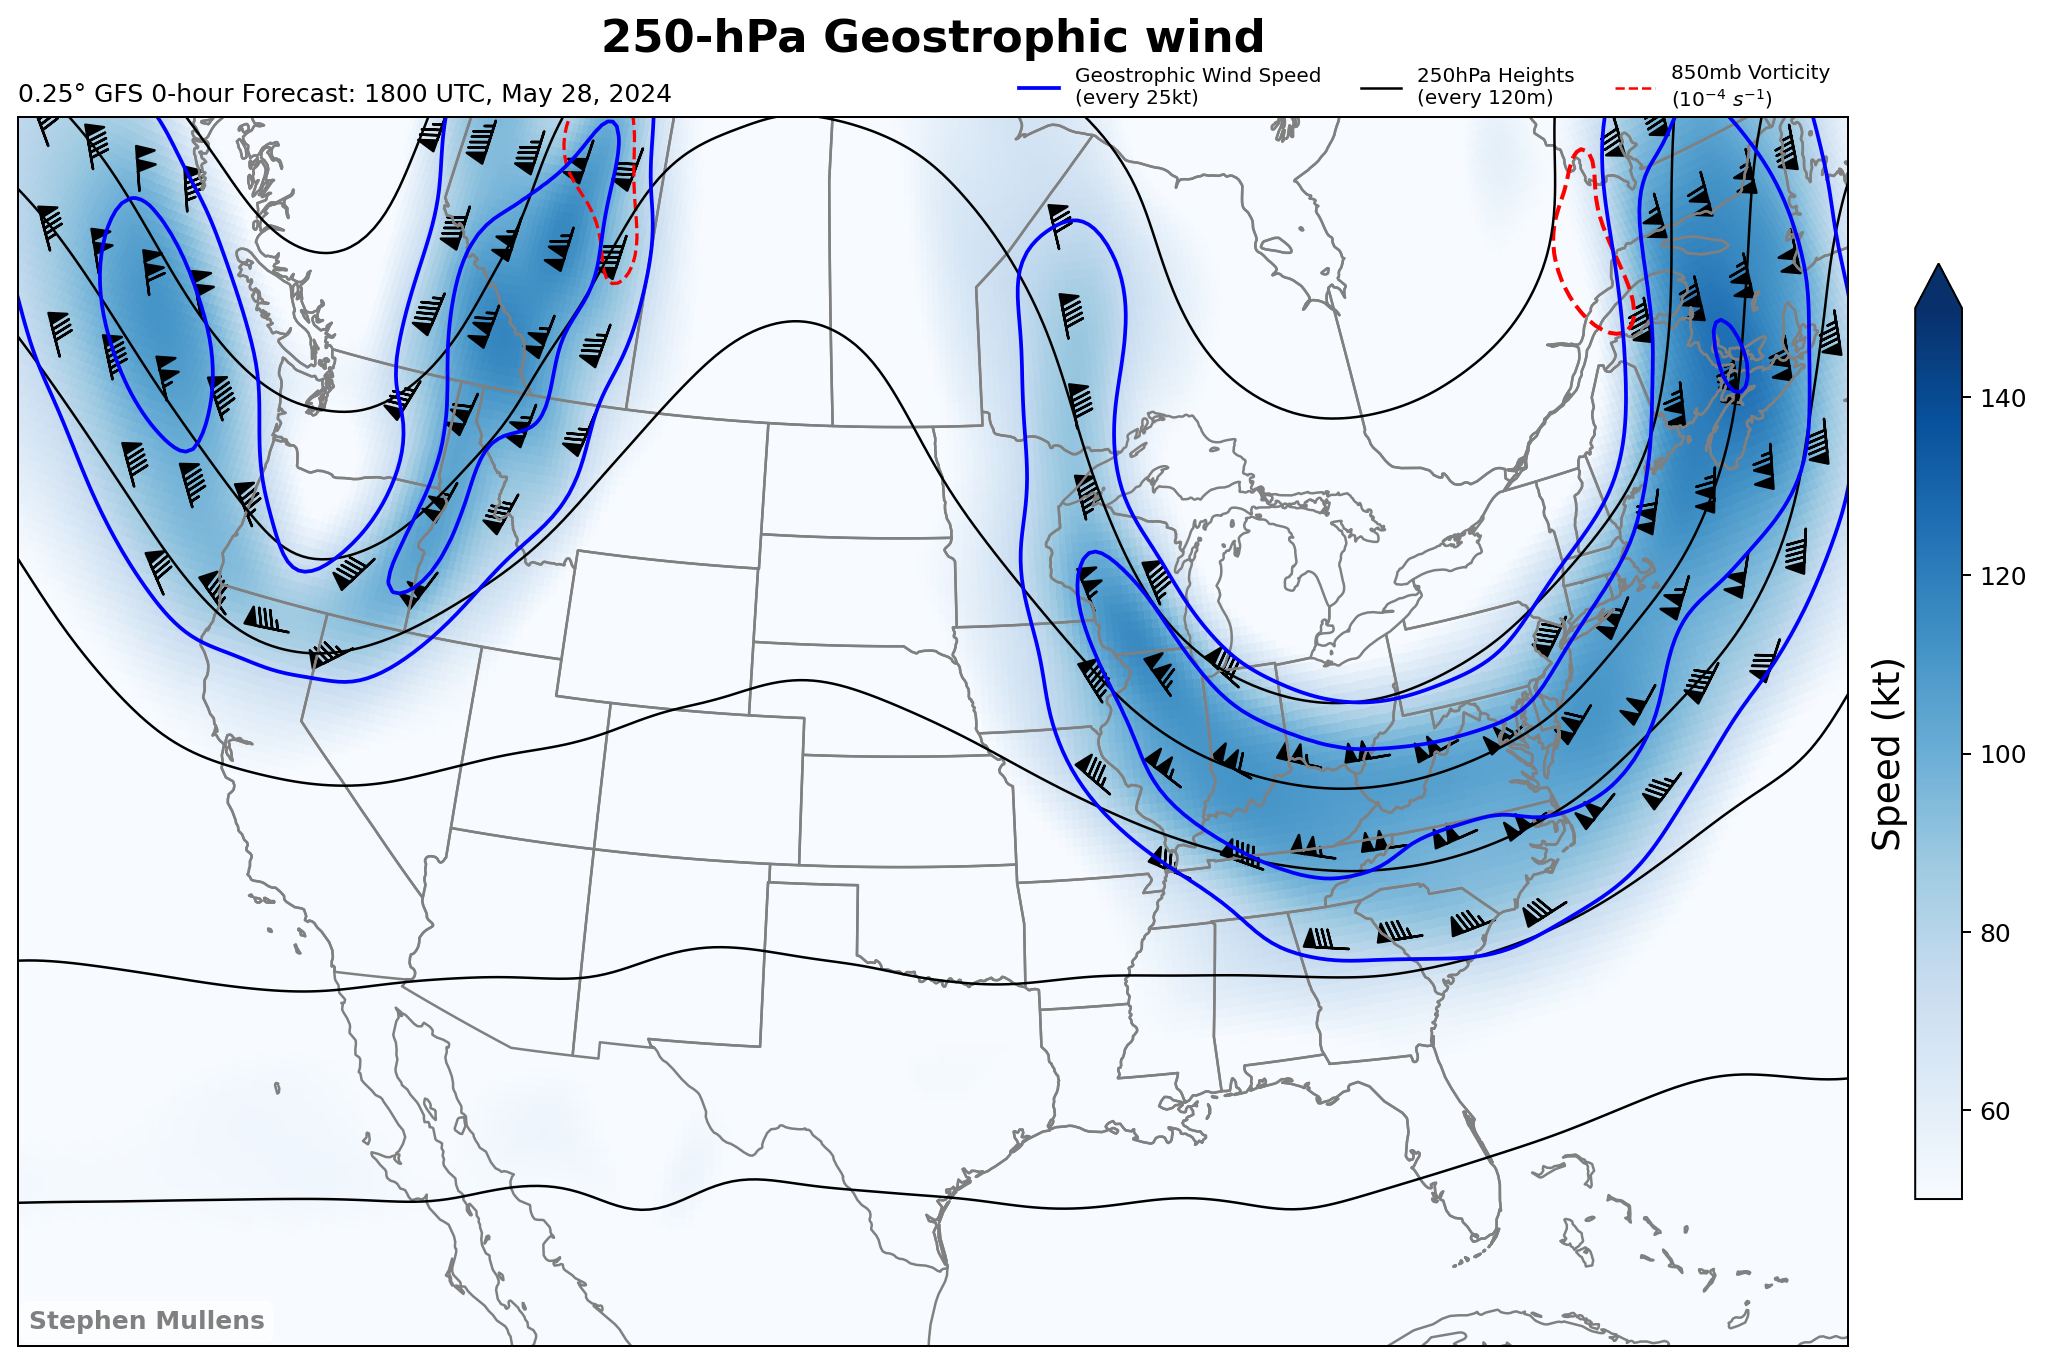 250-hPa Geostrophic wind
0.25° GFS 0-hour Forecast: 1800 UTC, May 28, 2024
Geostrophic Wind Speed
(every 25kt)
250hPa Heights
(every 120m)
850mb Vorticity
(10⁻⁴ s⁻¹)
140
120
100
80
60
Speed (kt)
Stephen Mullens